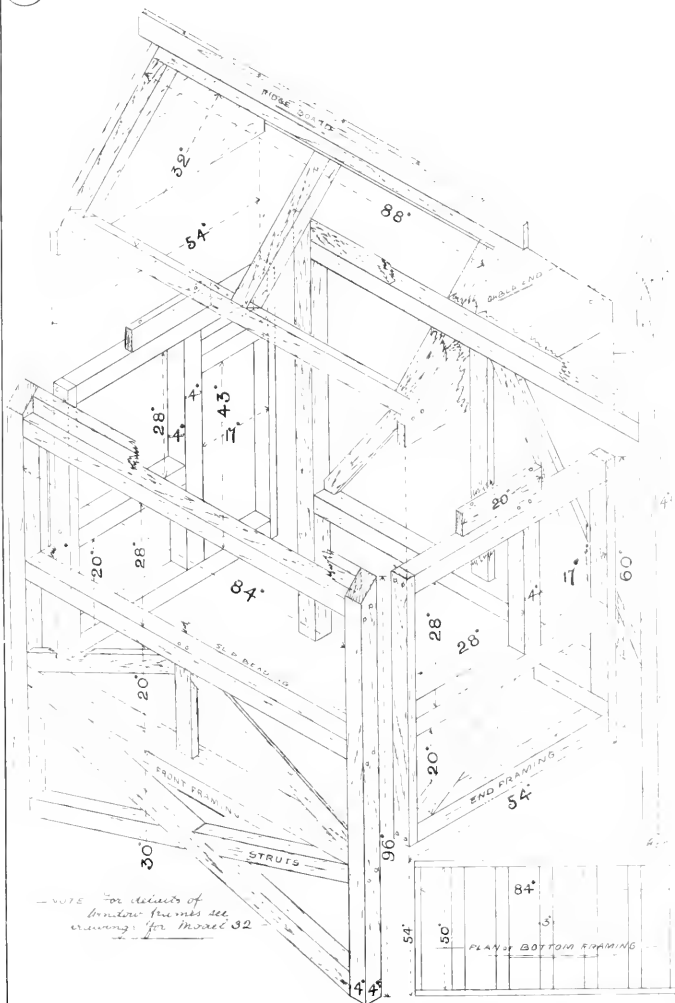 RIDGE BOARD
32"
88"
54"
GABLE END
4"
43"
28"
4"
17"
20"
20"
28"
84"
17"
4"
60"
28"
28"
20"
20"
FRONT FRAMING
END FRAMING
54"
STRUTS
96"
30"
NOTE For details of
window frames see
drawing for Model 32
84"
54"
50"
PLAN OF BOTTOM FRAMING
4" 4"